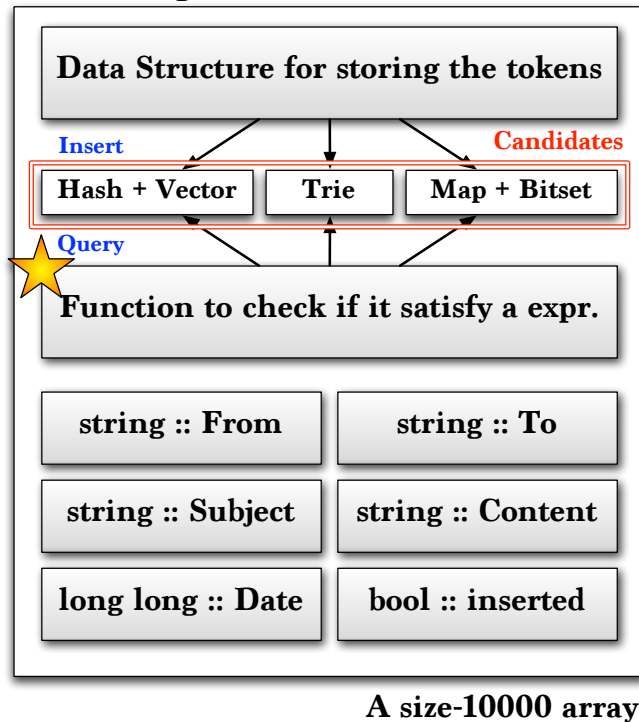 Data Structure for storing the tokens
Insert
Candidates
Hash + Vector
Trie
Map + Bitset
Query
Function to check if it satisfy a expr.
string :: From
string :: To
string :: Subject
string :: Content
long long :: Date
bool :: inserted
A size-10000 array